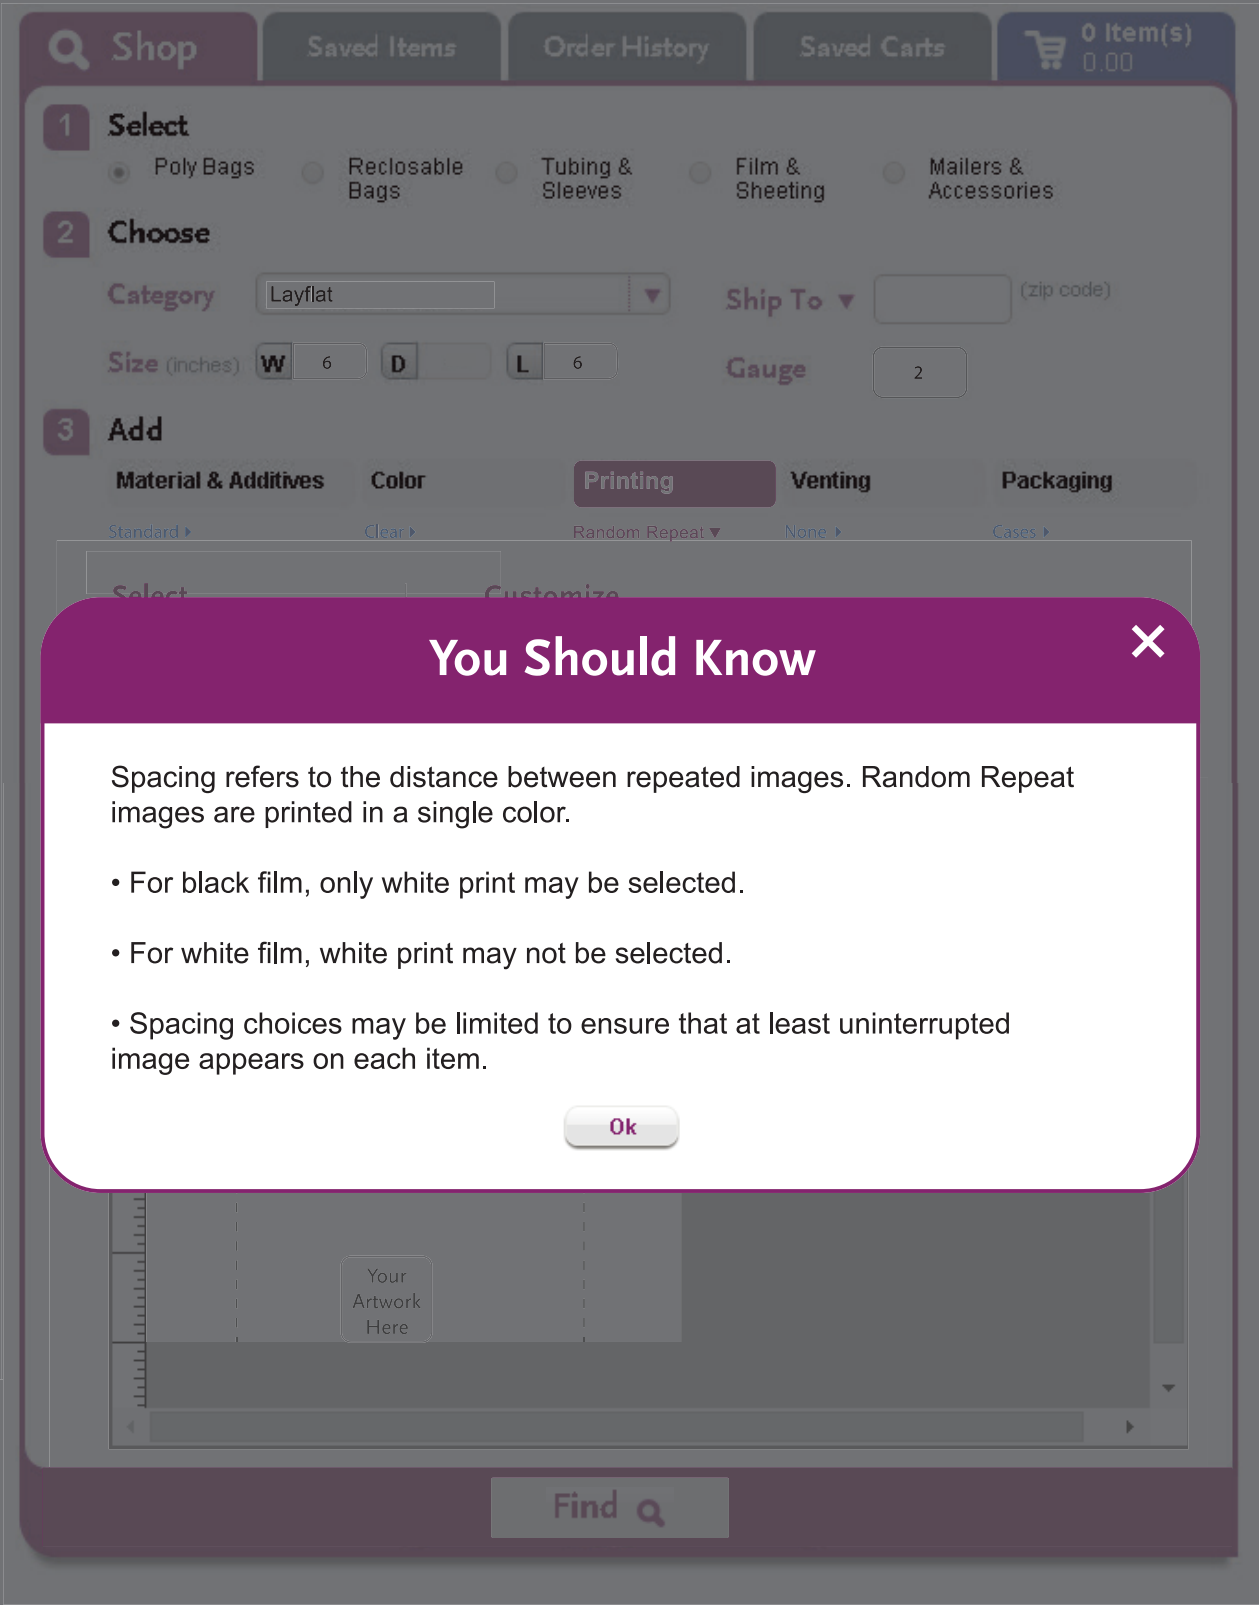 Shop
Saved Items
Order History
Saved Carts
0 Item(s)
0.00
1 Select
Poly Bags
Reclosable
Bags
Tubing &
Sleeves
Film &
Sheeting
Mailers &
Accessories
2 Choose
Category
Layflat
Ship To
(zip code)
Size (inches)
W 6
D
L 6
Gauge
2
3 Add
Material & Additives
Color
Printing
Venting
Packaging
Standard
Clear
Random Repeat
None
Cases
Select
Customize
You Should Know
Spacing refers to the distance between repeated images. Random Repeat
images are printed in a single color.
• For black film, only white print may be selected.
• For white film, white print may not be selected.
• Spacing choices may be limited to ensure that at least uninterrupted
image appears on each item.
Ok
Your
Artwork
Here
Find